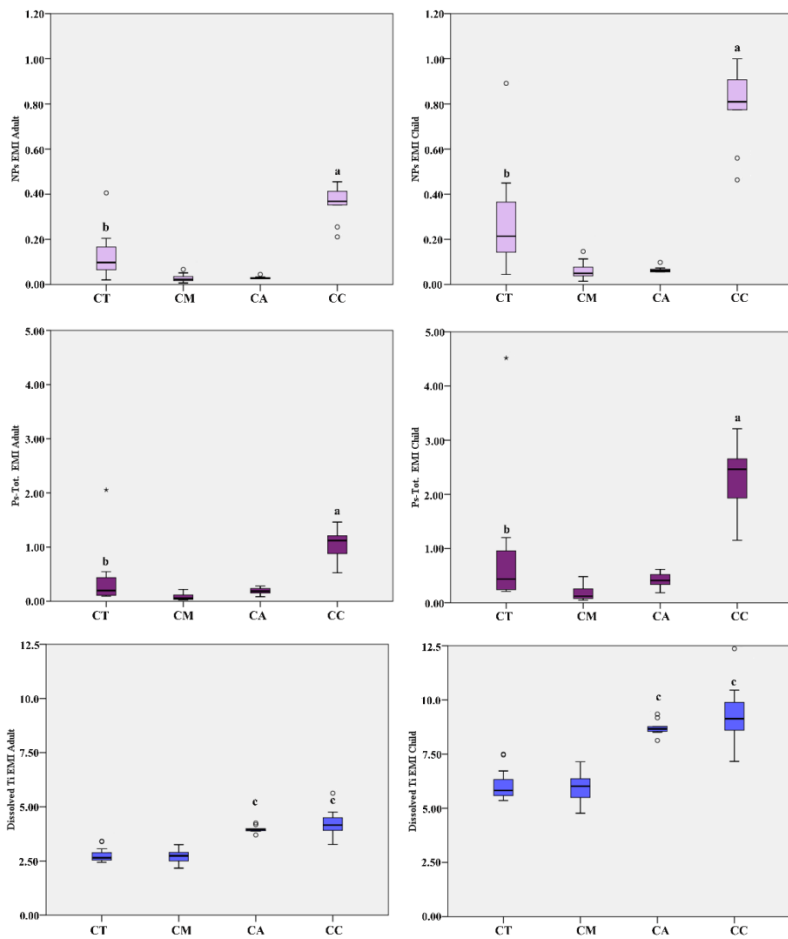 1.20
1.00
0.80
0.60
0.40
0.20
0.00
NPs EMI Adult
b
a
CT CM CA CC
1.20
1.00
0.80
0.60
0.40
0.20
0.00
NPs EMI Child
b
a
CT CM CA CC
5.00
4.00
3.00
2.00
1.00
0.00
Ps-Tot. EMI Adult
b
a
CT CM CA CC
5.00
4.00
3.00
2.00
1.00
0.00
Ps-Tot. EMI Child
b
a
CT CM CA CC
12.5
10.0
7.50
5.00
2.50
0.00
Dissolved Ti EMI Adult
c
c
CT CM CA CC
12.5
10.0
7.50
5.00
2.50
0.00
Dissolved Ti EMI Child
c
c
CT CM CA CC